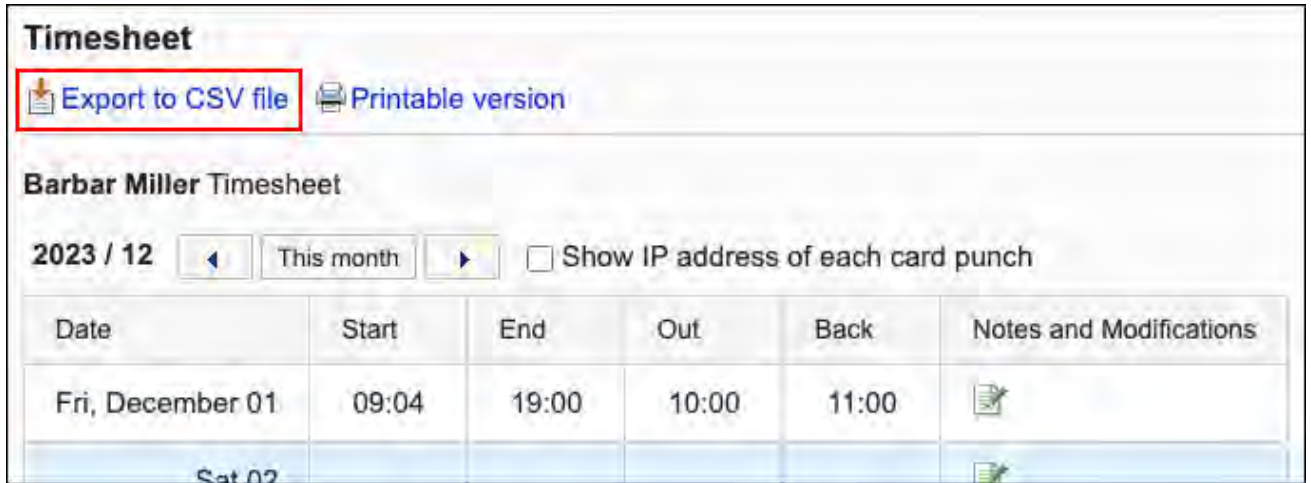 Timesheet
Export to CSV file Printable version
Barbar Miller Timesheet
2023 / 12 This month Show IP address of each card punch
Date Start End Out Back Notes and Modifications
Fri, December 01 09:04 19:00 10:00 11:00
Sat 02